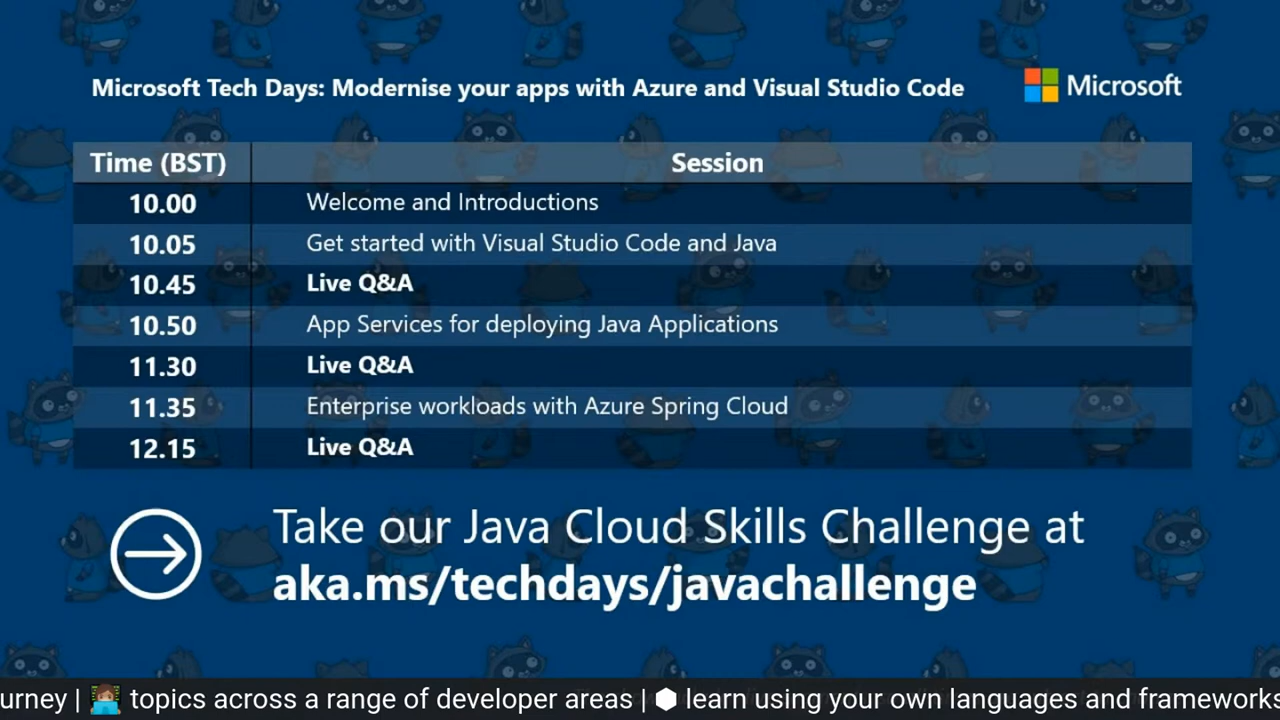 Microsoft Tech Days: Modernise your apps with Azure and Visual Studio Code
Microsoft
Time (BST) Session
10.00 Welcome and Introductions
10.05 Get started with Visual Studio Code and Java
10.45 Live Q&A
10.50 App Services for deploying Java Applications
11.30 Live Q&A
11.35 Enterprise workloads with Azure Spring Cloud
12.15 Live Q&A
Take our Java Cloud Skills Challenge at
aka.ms/techdays/javachallenge
urney | 👩🏽‍💻 topics across a range of developer areas | ⬢ learn using your own languages and frameworks